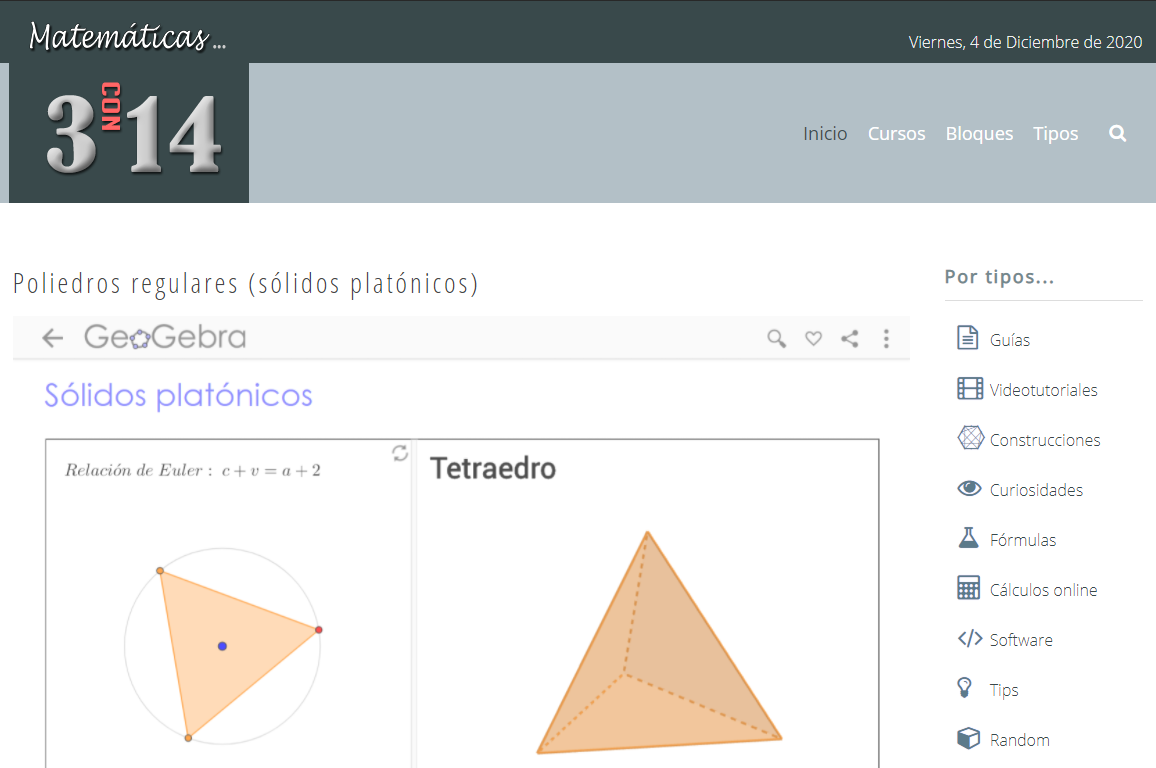 Matemáticas...
Viernes, 4 de Diciembre de 2020
3 CON 14
Inicio Cursos Bloques Tipos
Poliedros regulares (sólidos platónicos)
Por tipos...
GeoGebra
Sólidos platónicos
Relación de Euler : c + v = a + 2
Tetraedro
Guías
Videotutoriales
Construcciones
Curiosidades
Fórmulas
Cálculos online
Software
Tips
Random